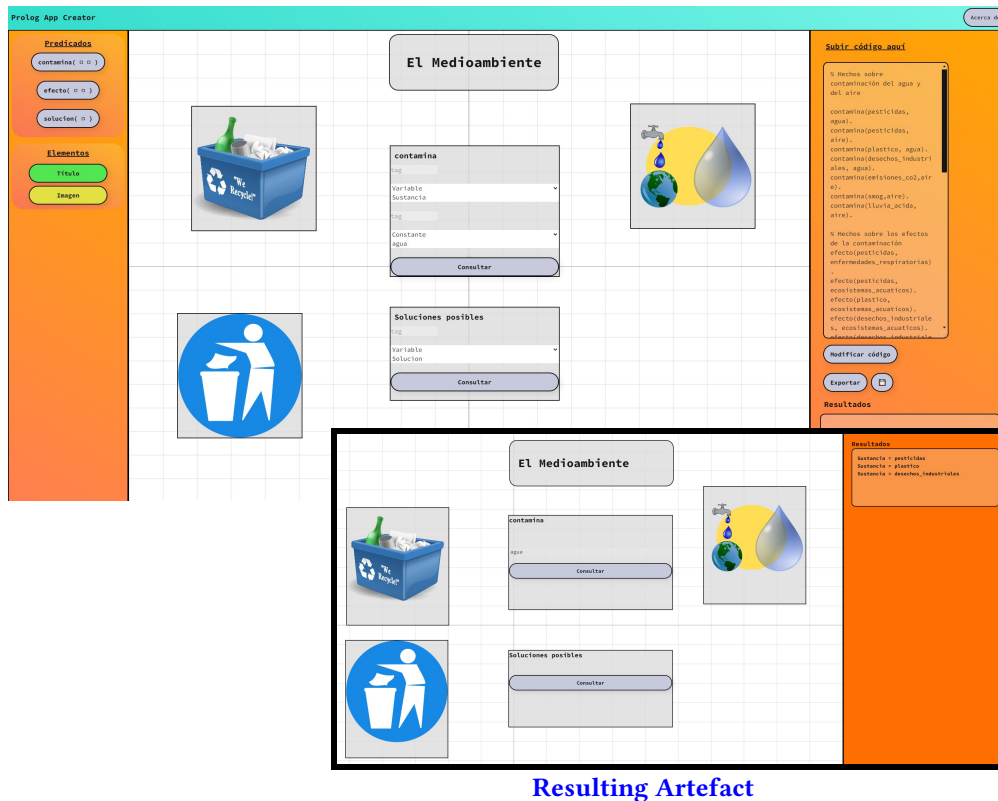 Prolog App Creator
Acerca d
Predicados
contamina( □ □ )
efecto( □ □ )
solucion( □ )
Elementos
Título
Imagen
El Medioambiente
"We
Recycle!"
contamina
tag
Variable
Sustancia
tag
Constante
agua
Consultar
Soluciones posibles
tag
Variable
Solucion
Consultar
Subir código aquí
% Hechos sobre
contaminación del agua y
del aire
contamina(pesticidas,
agua).
contamina(pesticidas,
aire).
contamina(plastico, agua).
contamina(desechos_industri
ales, agua).
contamina(emisiones_co2,air
e).
contamina(smog,aire).
contamina(lluvia_acida,
aire).
% Hechos sobre los efectos
de la contaminación
efecto(pesticidas,
enfermedades_respiratorias)
.
efecto(pesticidas,
ecosistemas_acuaticos).
efecto(plastico,
ecosistemas_acuaticos).
efecto(desechos_industriale
s, ecosistemas_acuaticos).
efecto(desechos_industriale
Modificar código
Exportar
Resultados
El Medioambiente
"We
Recycle!"
contamina
agua
Consultar
Soluciones posibles
Consultar
Resultados
Sustancia = pesticidas
Sustancia = plastico
Sustancia = desechos_industriales
Resulting Artefact